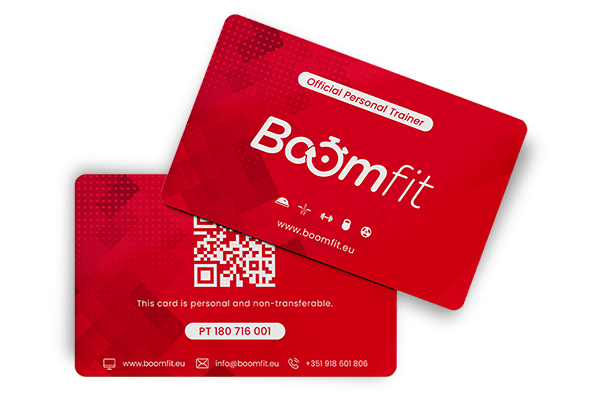 Official Personal Trainer
Boomfit
www.boomfit.eu
This card is personal and non-transferable.
PT 180 716 001
www.boomfit.eu info@boomfit.eu +351 918 601 806